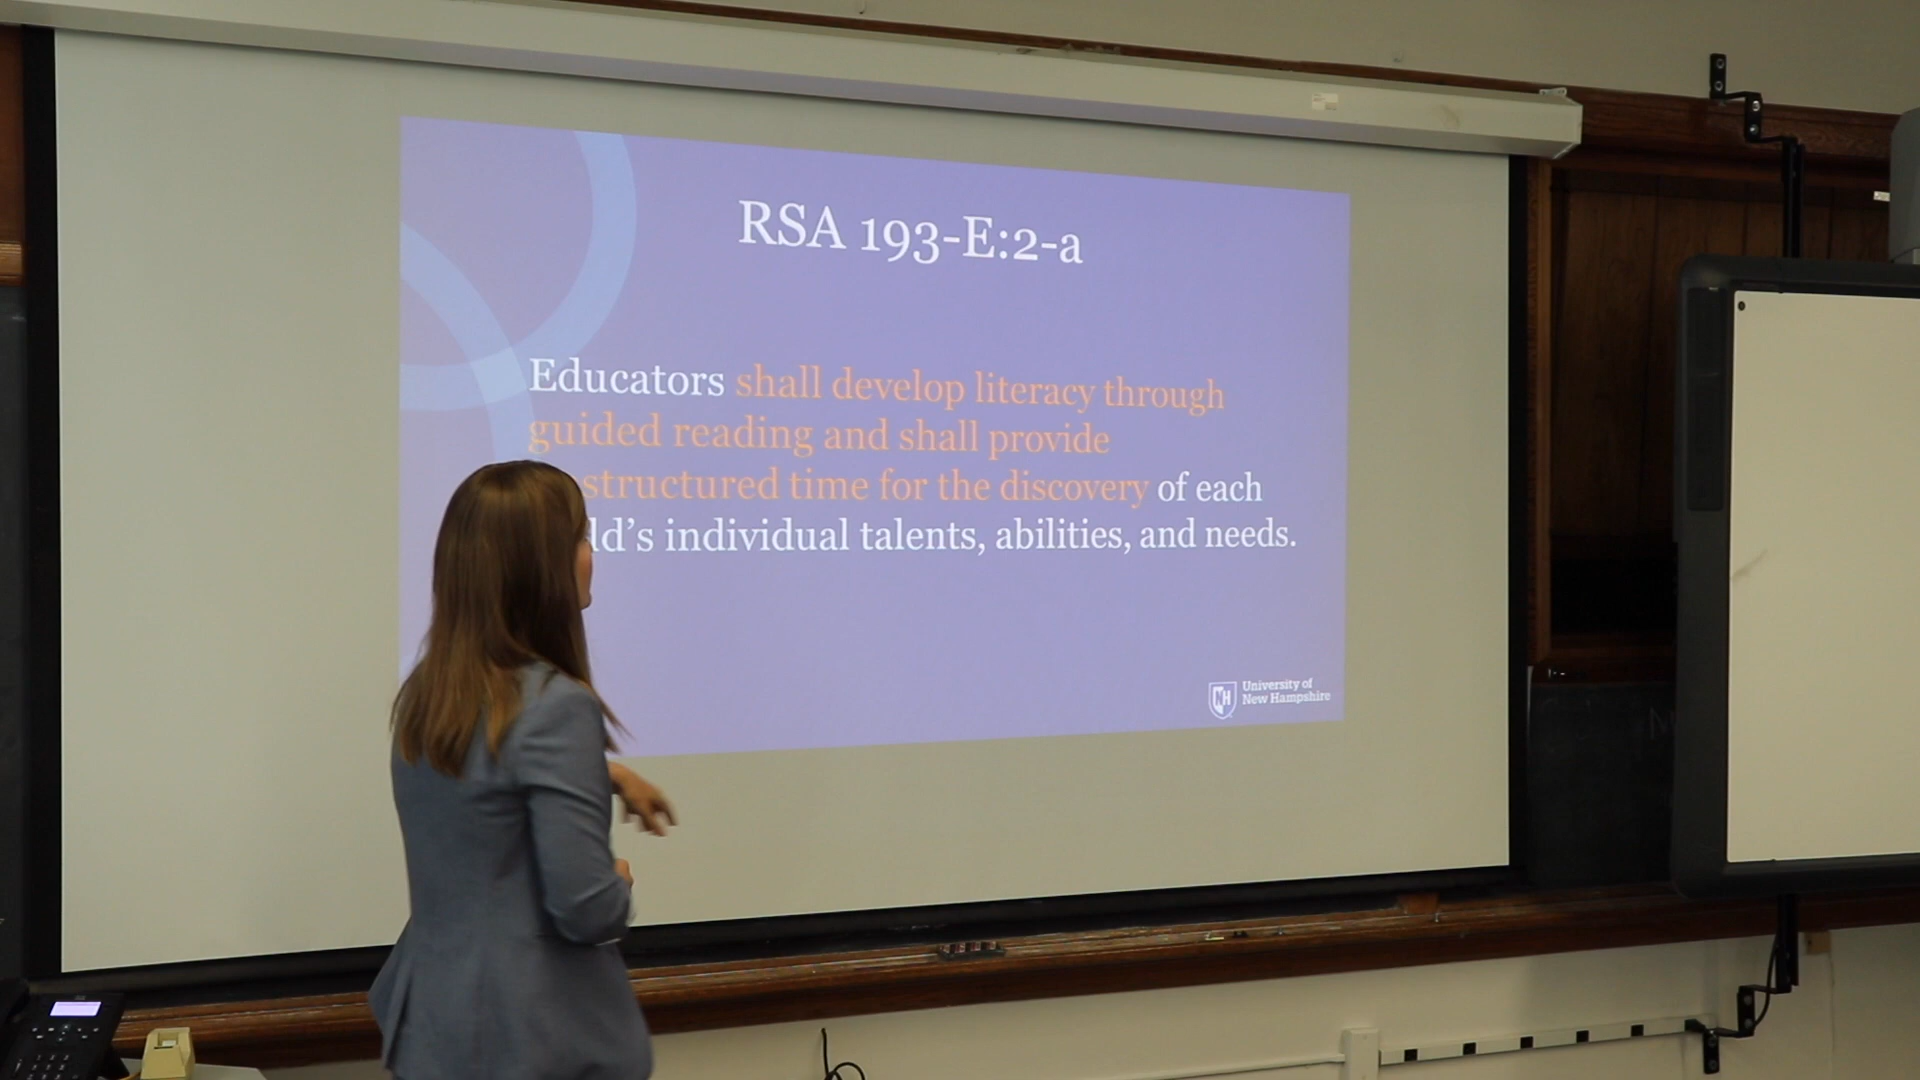 RSA 193-E:2-a
Educators shall develop literacy through
guided reading and shall provide
structured time for the discovery of each
ld's individual talents, abilities, and needs.
NH
University of
New Hampshire